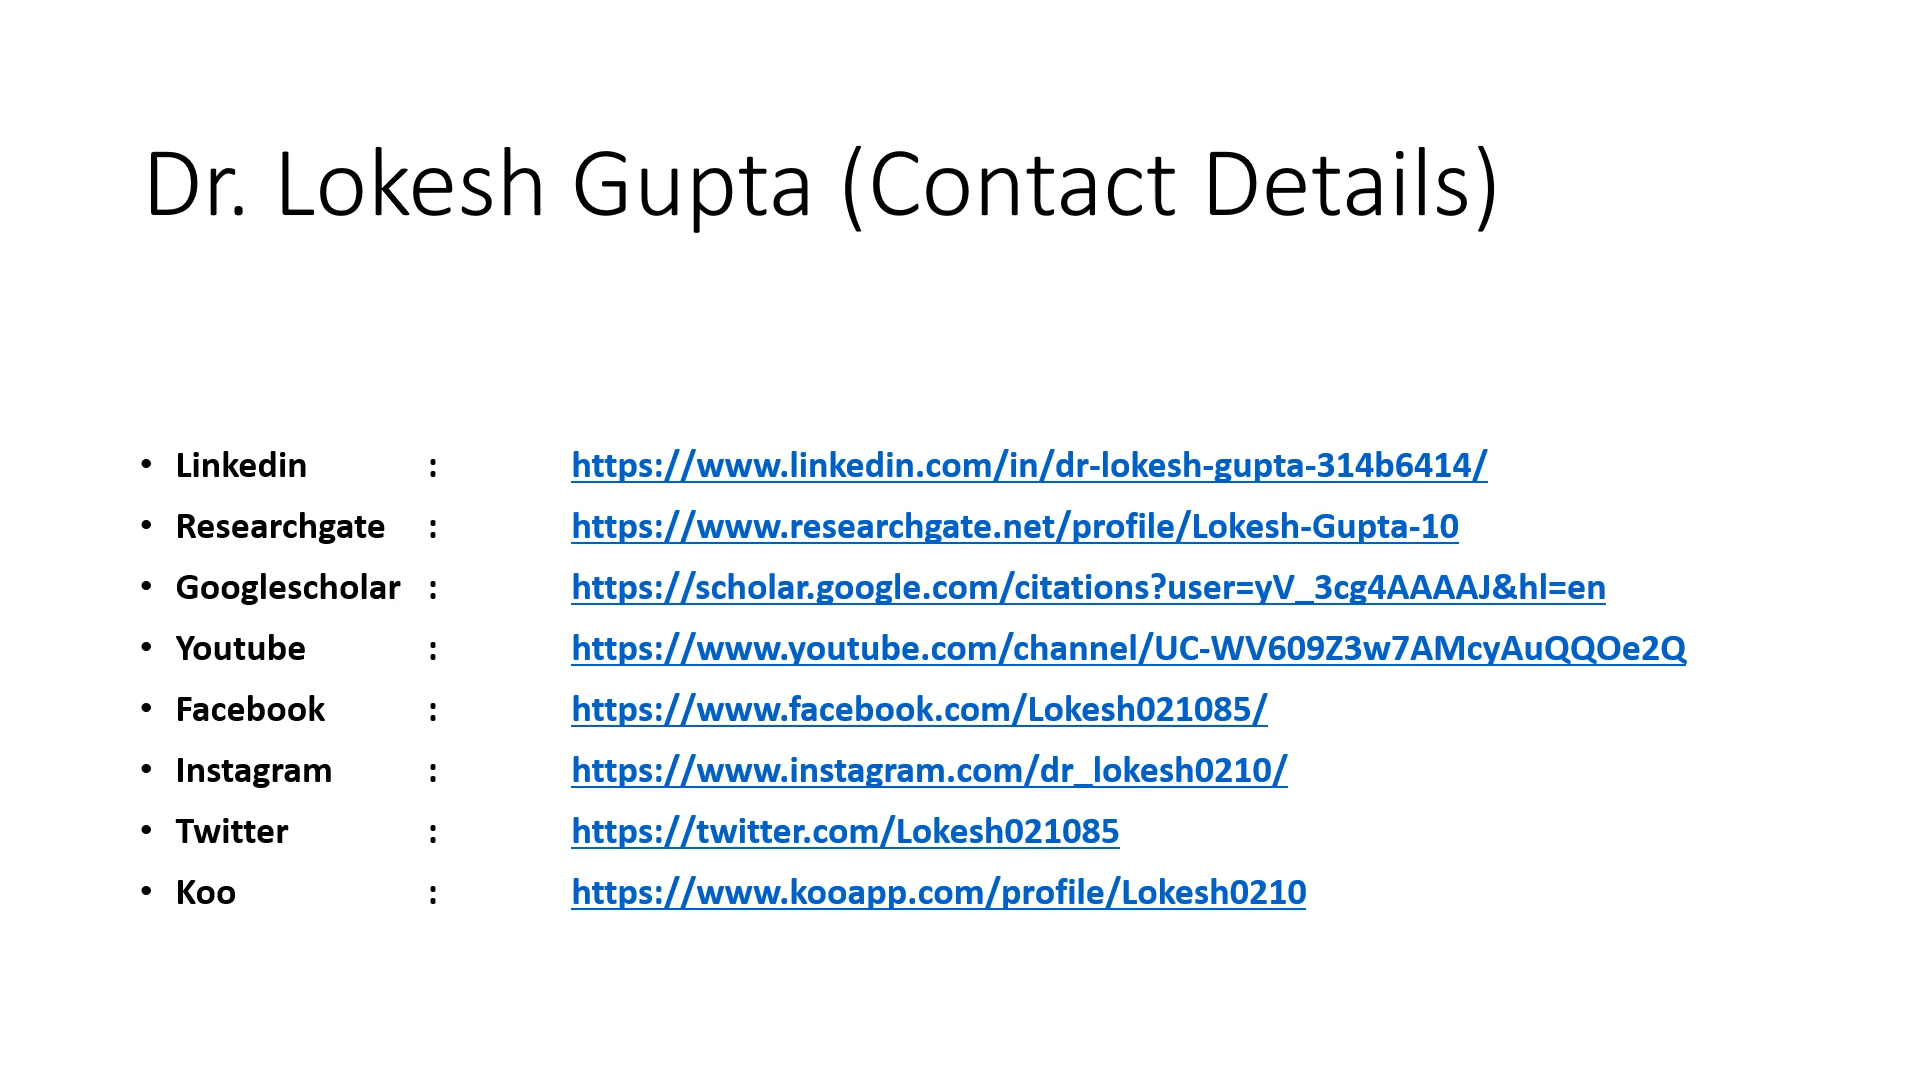 Dr. Lokesh Gupta (Contact Details)
• Linkedin : https://www.linkedin.com/in/dr-lokesh-gupta-314b6414/
• Researchgate : https://www.researchgate.net/profile/Lokesh-Gupta-10
• Googlescholar : https://scholar.google.com/citations?user=yV_3cg4AAAAJ&hl=en
• Youtube : https://www.youtube.com/channel/UC-WV609Z3w7AMcyAuQQOe2Q
• Facebook : https://www.facebook.com/Lokesh021085/
• Instagram : https://www.instagram.com/dr_lokesh0210/
• Twitter : https://twitter.com/Lokesh021085
• Koo : https://www.kooapp.com/profile/Lokesh0210